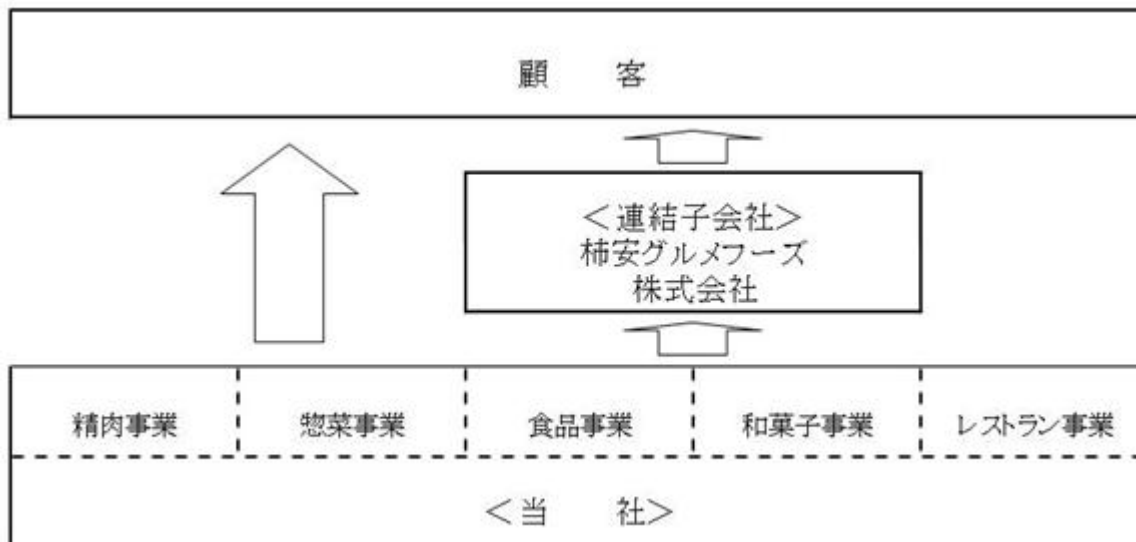 顧　客
＜連結子会社＞
柿安グルメフーズ
株式会社
精肉事業
惣菜事業
食品事業
和菓子事業
レストラン事業
＜当　社＞